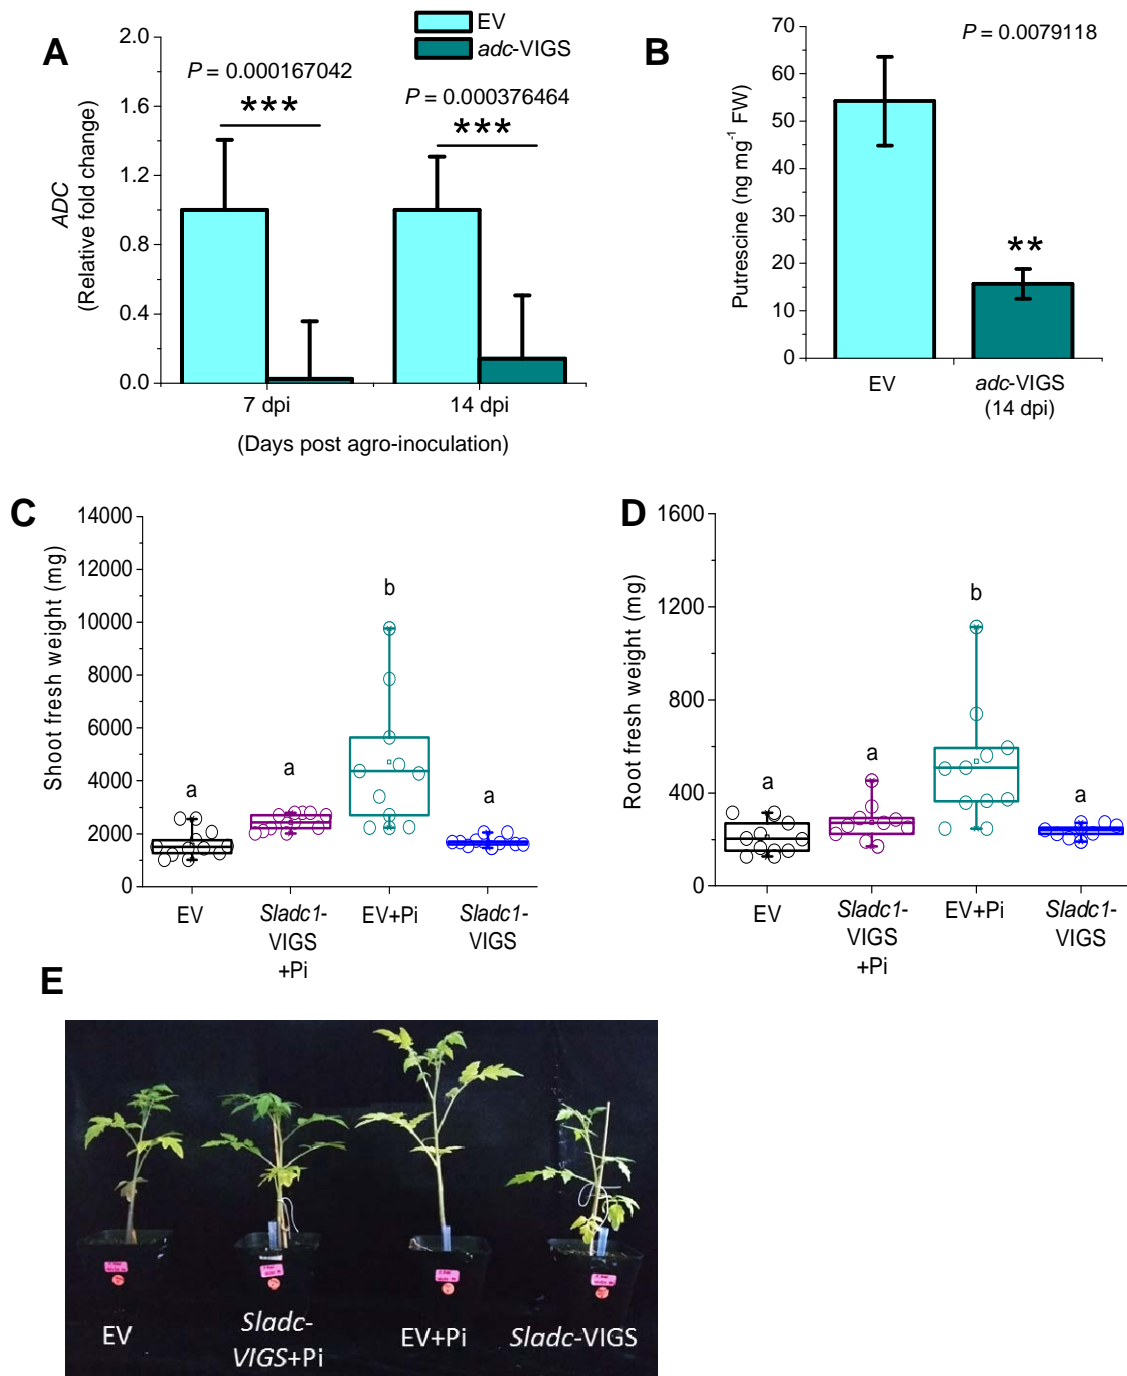 A
EV
adc-VIGS
P = 0.000167042
***
P = 0.000376464
***
ADC
(Relative fold change)
2.0
1.6
1.2
0.8
0.4
0.0
7 dpi
14 dpi
(Days post agro-inoculation)
B
P = 0.0079118
Putrescine (ng mg-1 FW)
70
60
50
40
30
20
10
0
**
EV
adc-VIGS
(14 dpi)
C
Shoot fresh weight (mg)
14000
12000
10000
8000
6000
4000
2000
0
a
a
b
a
EV
Sladc1-
VIGS
+Pi
EV+Pi
Sladc1-
VIGS
D
Root fresh weight (mg)
1600
1200
800
400
0
a
a
b
a
EV
Sladc1-
VIGS
+Pi
EV+Pi
Sladc1-
VIGS
E
EV
Sladc-
VIGS+Pi
EV+Pi
Sladc-VIGS